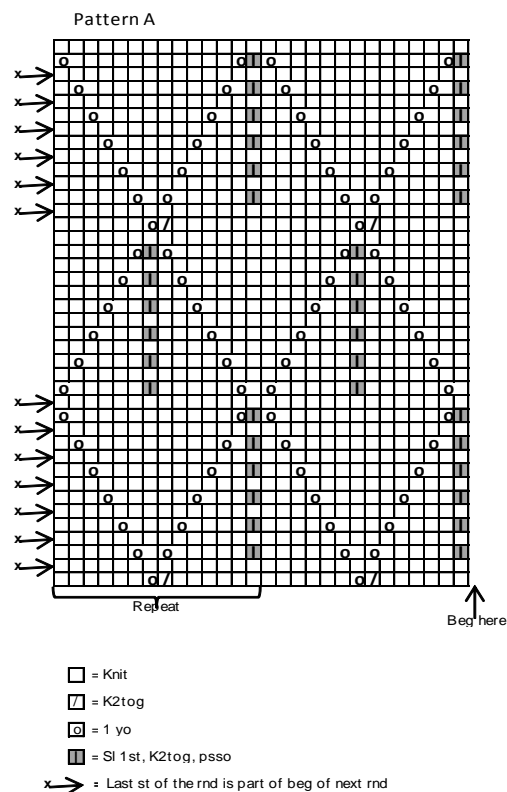 Pattern A
Repeat
Beg here
= Knit
/ = K2tog
o = 1 yo
= Sl 1st, K2tog, psso
x = Last st of the rnd is part of beg of next rnd